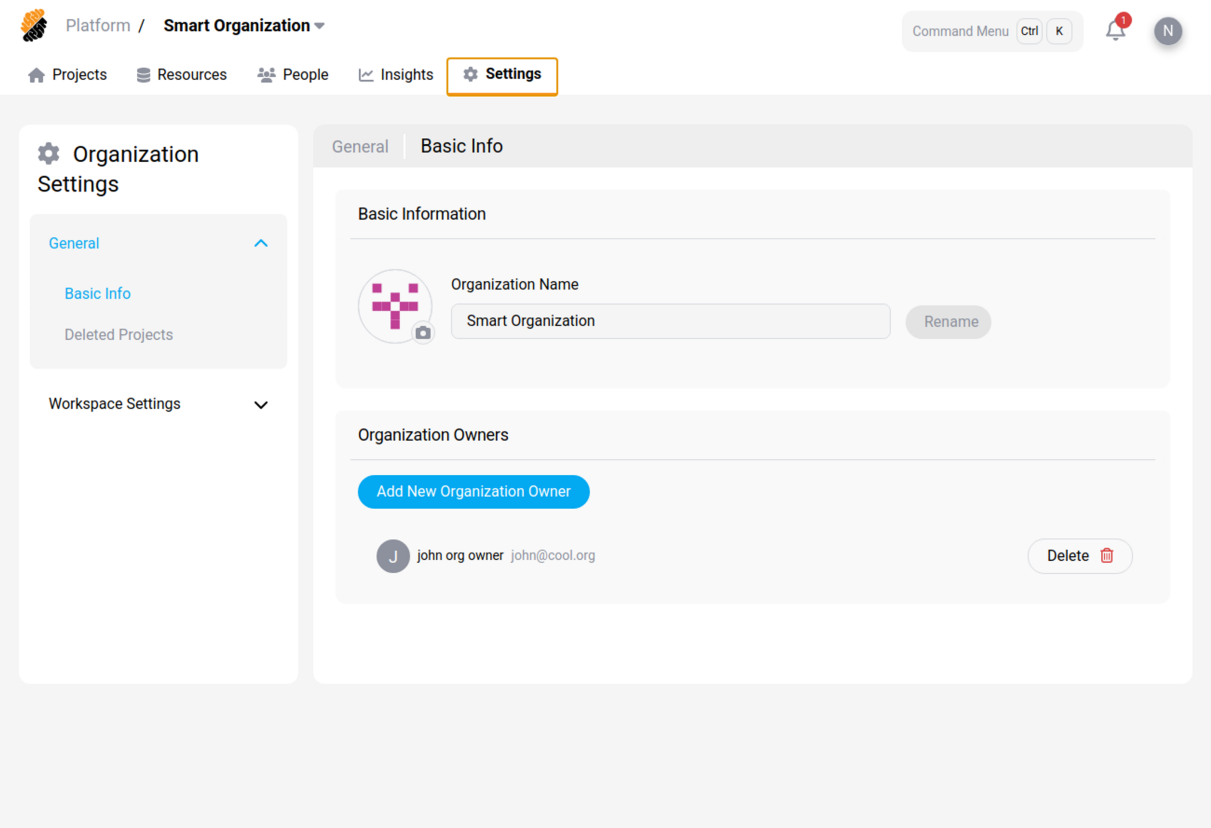 Platform / Smart Organization
Command Menu Ctrl K
1
N
Projects Resources People Insights Settings
Organization
Settings
General
Basic Info
Deleted Projects
Workspace Settings
General Basic Info
Basic Information
Organization Name
Smart Organization
Rename
Organization Owners
Add New Organization Owner
J john org owner john@cool.org Delete